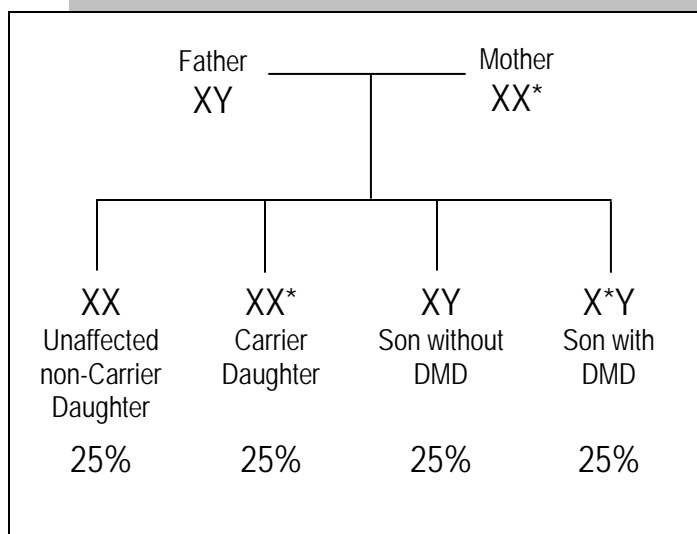 Father
XY
Mother
XX*
XX
Unaffected
non-Carrier
Daughter
25%
XX*
Carrier
Daughter
25%
XY
Son without
DMD
25%
X*Y
Son with
DMD
25%